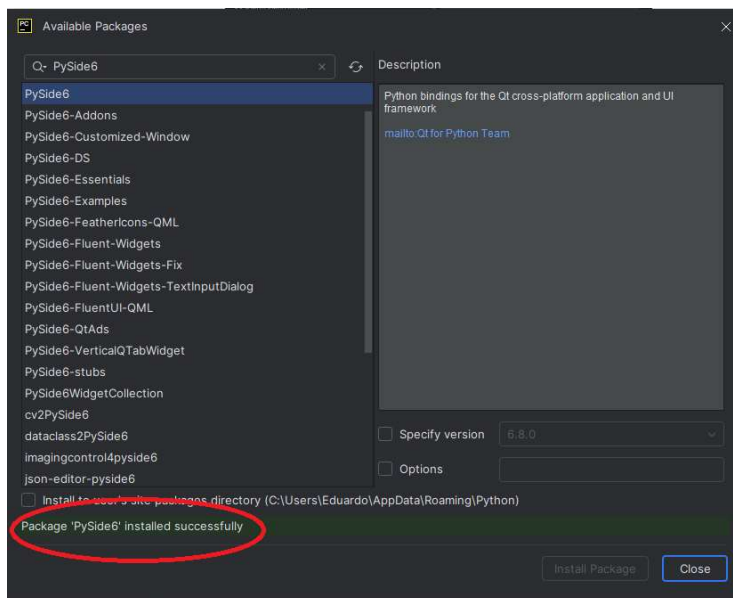 PC
Available Packages
PySide6
Description
PySide6
PySide6-Addons
PySide6-Customized-Window
PySide6-DS
PySide6-Essentials
PySide6-Examples
PySide6-FeatherIcons-QML
PySide6-Fluent-Widgets
PySide6-Fluent-Widgets-Fix
PySide6-Fluent-Widgets-TextInputDialog
PySide6-FluentUI-QML
PySide6-QtAds
PySide6-VerticalQTabWidget
PySide6-stubs
PySide6WidgetCollection
cv2PySide6
dataclass2PySide6
imagingcontrol4pyside6
json-editor-pyside6
Python bindings for the Qt cross-platform application and UI
framework
mailto:Qt for Python Team
Specify version
6.8.0
Options
Install to user's site packages directory (C:\Users\Eduardo\AppData\Roaming\Python)
Package 'PySide6' installed successfully
Install Package
Close